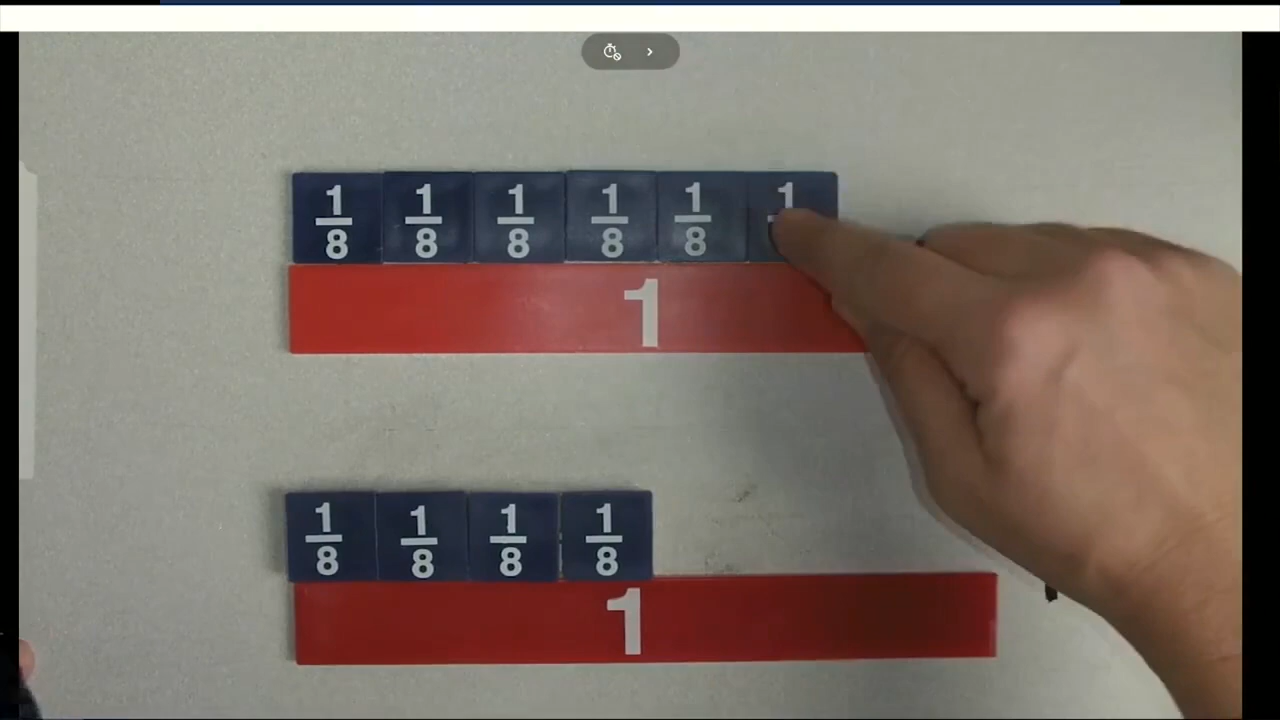 1 1 1 1 1 1
8 8 8 8 8
1
1 1 1 1
8 8 8 8
1